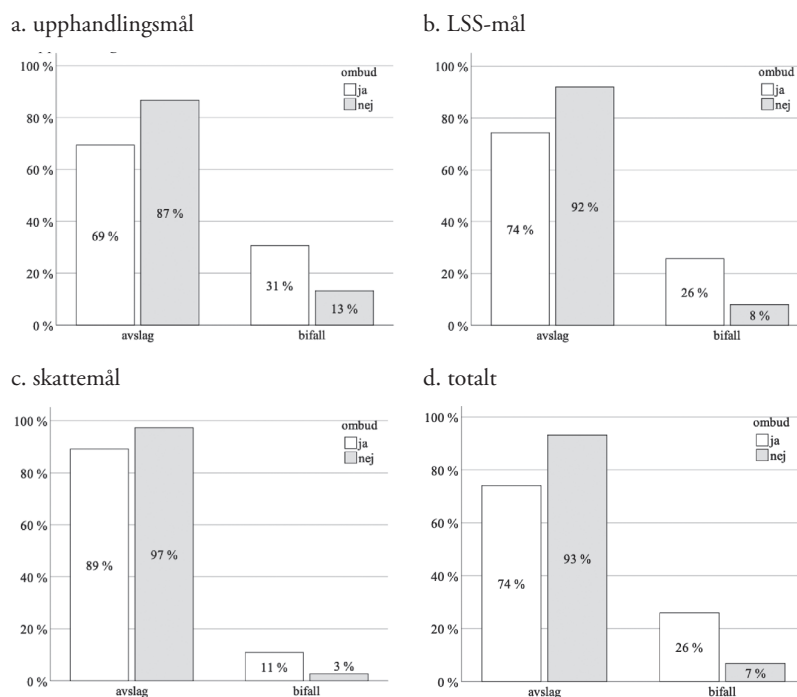 a. upphandlingsmål
100 %
80 %
60 %
40 %
20 %
0 %
ombud
ja
nej
69 %
87 %
31 %
13 %
avslag
bifall
b. LSS-mål
100 %
80 %
60 %
40 %
20 %
0 %
ombud
ja
nej
74 %
92 %
26 %
8 %
avslag
bifall
c. skattemål
100 %
80 %
60 %
40 %
20 %
0 %
ombud
ja
nej
89 %
97 %
11 %
3 %
avslag
bifall
d. totalt
100 %
80 %
60 %
40 %
20 %
0 %
ombud
ja
nej
74 %
93 %
26 %
7 %
avslag
bifall